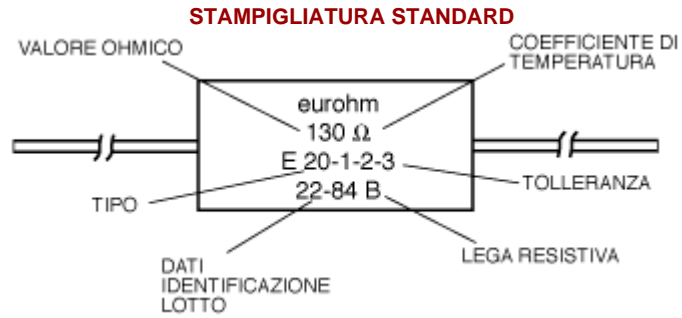 STAMPIGLIATURA STANDARD
VALORE OHMICO
COEFFICIENTE DI
TEMPERATURA
eurohm
130 Ω
E 20-1-2-3
22-84 B
TIPO
TOLLERANZA
LEGA RESISTIVA
DATI
IDENTIFICAZIONE
LOTTO